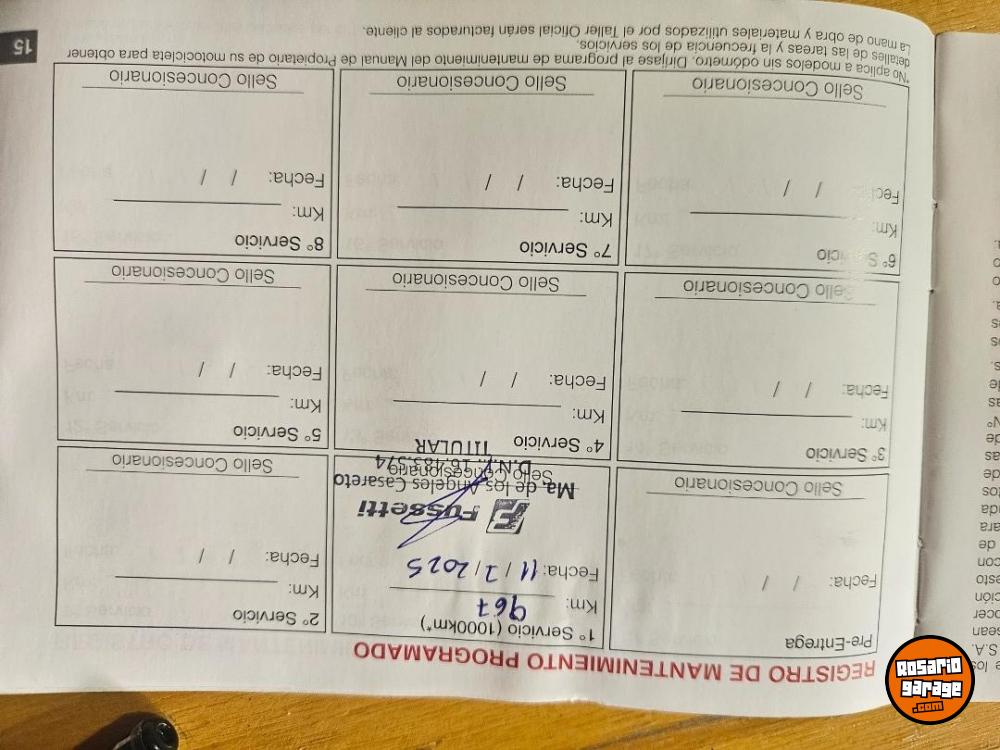 REGISTRO DE MANTENIMIENTO PROGRAMADO
Pre-Entrega
Fecha: / /
Sello Concesionario
1° Servicio (1000km*)
Km: 967
Fecha: 11 / 2 / 2025
Fussetti
Ma. de los Angeles Casareto
Sello Concesionario
TITULAR
2° Servicio
Km:
Fecha: / /
Sello Concesionario
3° Servicio
Km:
Fecha: / /
Sello Concesionario
4° Servicio
Km:
Fecha: / /
Sello Concesionario
5° Servicio
Km:
Fecha: / /
Sello Concesionario
6° Servicio
Km:
Fecha: / /
Sello Concesionario
7° Servicio
Km:
Fecha: / /
Sello Concesionario
8° Servicio
Km:
Fecha: / /
Sello Concesionario
*No aplica a modelos sin odómetro. Diríjase al programa de mantenimiento del Manual de Propietario de su motocicleta para obtener
detalles de las tareas y la frecuencia de los servicios.
La mano de obra y materiales utilizados por el Taller Oficial serán facturados al cliente.
15
ROSARIO
garage
.com